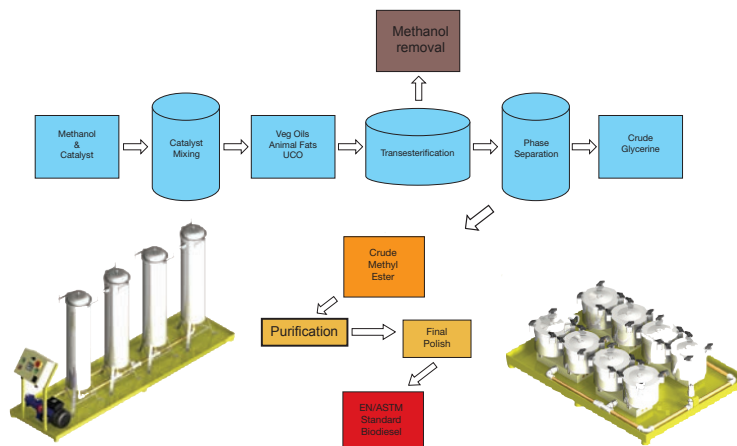 Methanol
removal
Methanol
&
Catalyst
Catalyst
Mixing
Veg Oils
Animal Fats
UCO
Transesterification
Phase
Separation
Crude
Glycerine
Crude
Methyl
Ester
Purification
Final
Polish
EN/ASTM
Standard
Biodiesel